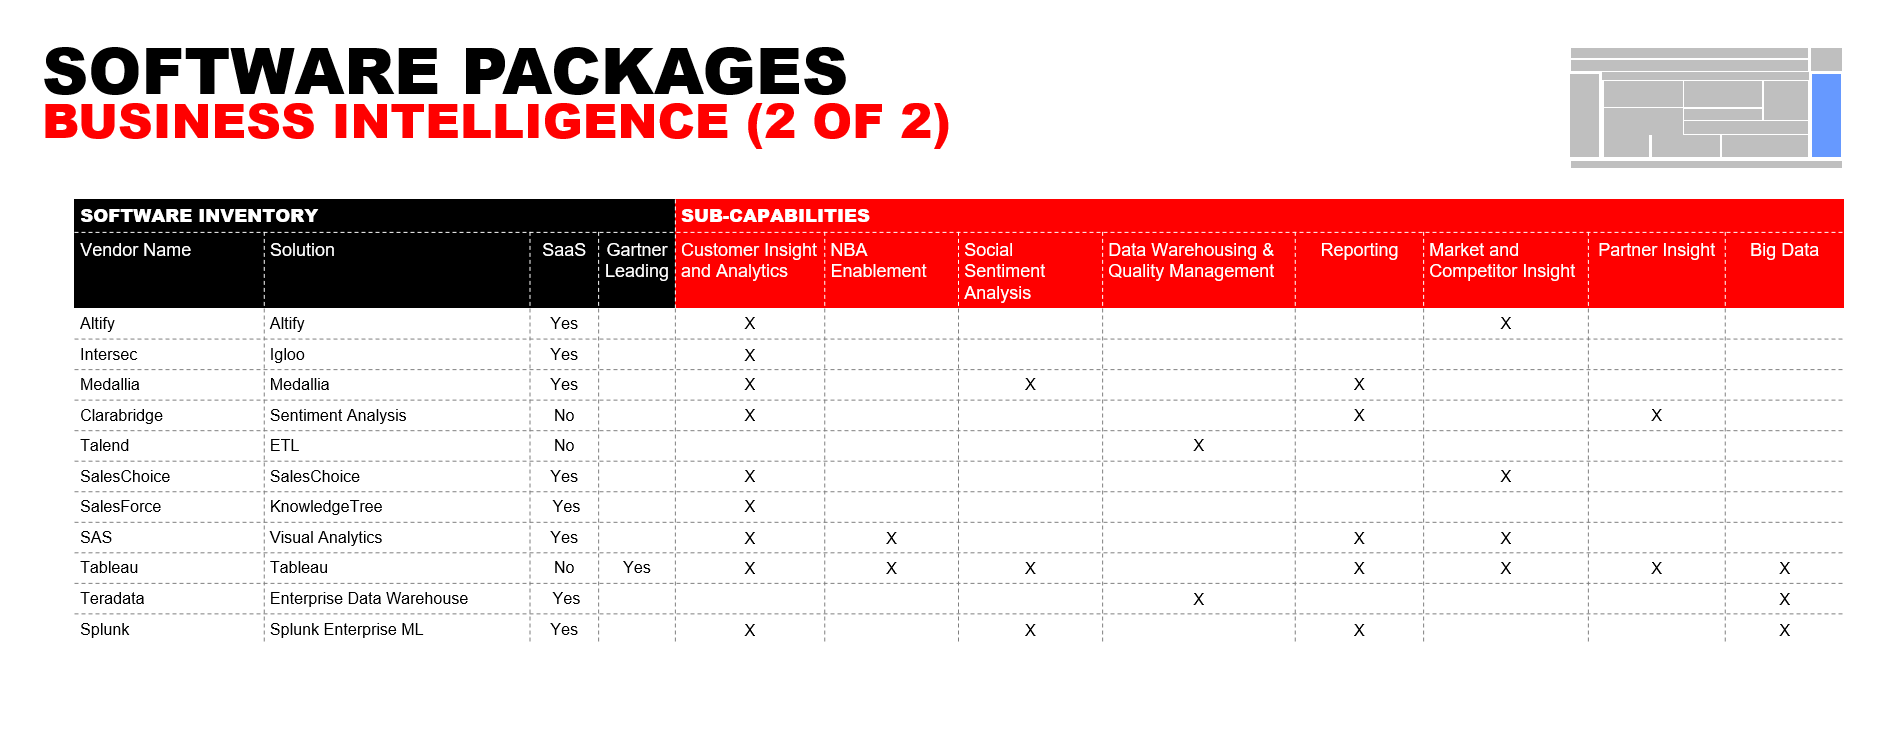 SOFTWARE PACKAGES
BUSINESS INTELLIGENCE (2 OF 2)
SOFTWARE INVENTORY SUB-CAPABILITIES
Vendor Name Solution SaaS Gartner Leading Customer Insight and Analytics NBA Enablement Social Sentiment Analysis Data Warehousing & Quality Management Reporting Market and Competitor Insight Partner Insight Big Data
Altify Altify Yes X X
Intersec Igloo Yes X
Medallia Medallia Yes X X X
Clarabridge Sentiment Analysis No X X X
Talend ETL No X
SalesChoice SalesChoice Yes X X
SalesForce KnowledgeTree Yes X
SAS Visual Analytics Yes X X X X
Tableau Tableau No Yes X X X X X X X
Teradata Enterprise Data Warehouse Yes X X
Splunk Splunk Enterprise ML Yes X X X X